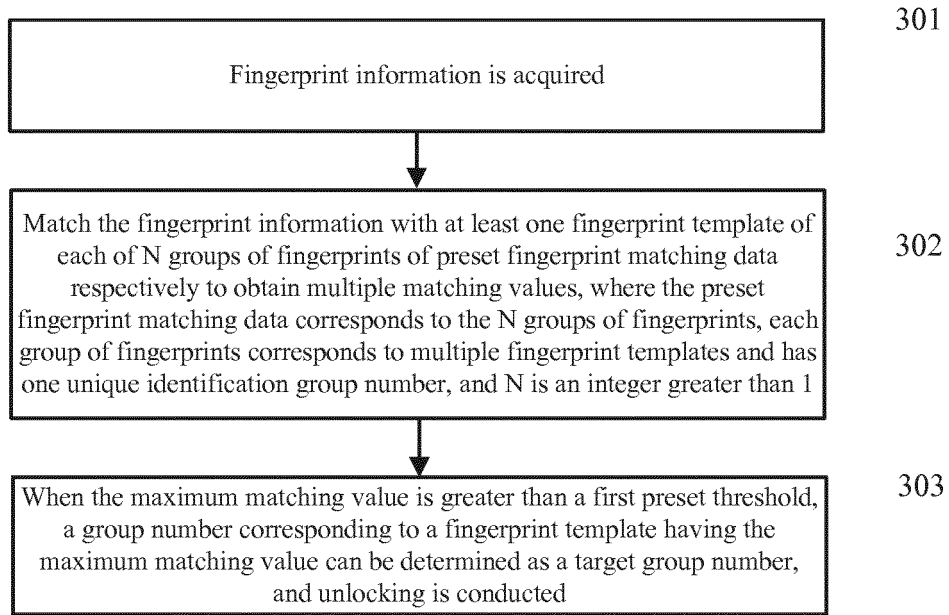 301
Fingerprint information is acquired
Match the fingerprint information with at least one fingerprint template of
each of N groups of fingerprints of preset fingerprint matching data
respectively to obtain multiple matching values, where the preset
fingerprint matching data corresponds to the N groups of fingerprints, each
group of fingerprints corresponds to multiple fingerprint templates and has
one unique identification group number, and N is an integer greater than 1
302
When the maximum matching value is greater than a first preset threshold,
a group number corresponding to a fingerprint template having the
maximum matching value can be determined as a target group number,
and unlocking is conducted
303